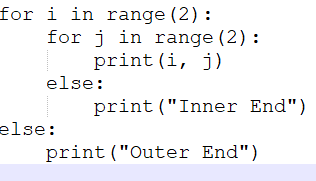 for i in range(2):
    for j in range(2):
        print(i, j)
    else:
        print("Inner End")
else:
    print("Outer End")